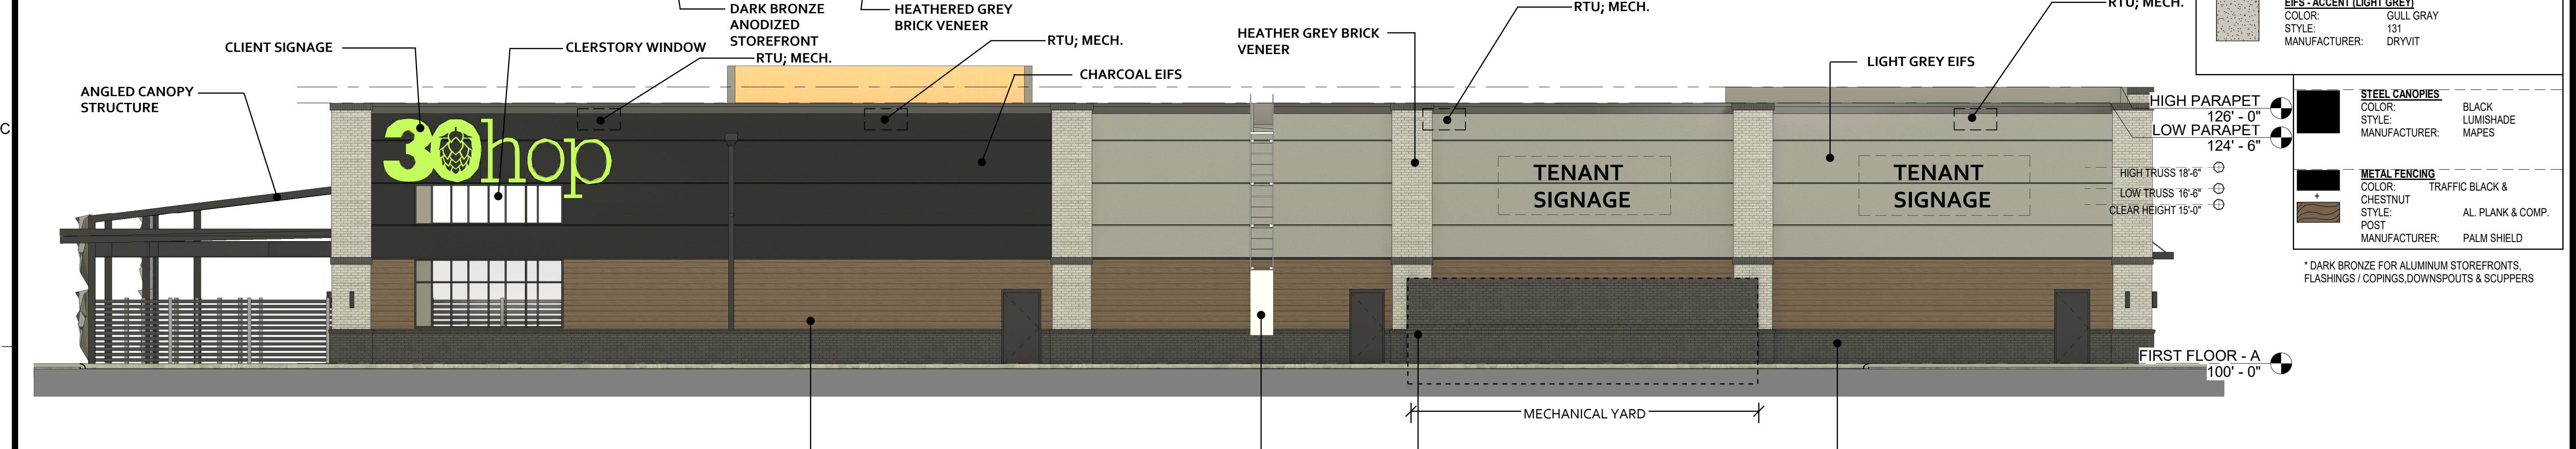 DARK BRONZE
ANODIZED
STOREFRONT
HEATHERED GREY
BRICK VENEER
RTU; MECH.
RTU; MECH.
EIFS - ACCENT (LIGHT GREY)
COLOR: GULL GRAY
STYLE: 131
MANUFACTURER: DRYVIT
CLIENT SIGNAGE
CLERSTORY WINDOW
RTU; MECH.
RTU; MECH.
HEATHER GREY BRICK
VENEER
CHARCOAL EIFS
LIGHT GREY EIFS
ANGLED CANOPY
STRUCTURE
C
30hop
TENANT
SIGNAGE
TENANT
SIGNAGE
HIGH PARAPET
126' - 0"
LOW PARAPET
124' - 6"
HIGH TRUSS 18'-6"
LOW TRUSS 16'-6"
CLEAR HEIGHT 15'-0"
FIRST FLOOR - A
100' - 0"
MECHANICAL YARD
STEEL CANOPIES
COLOR: BLACK
STYLE: LUMISHADE
MANUFACTURER: MAPES
METAL FENCING
COLOR: TRAFFIC BLACK &
CHESTNUT
STYLE: AL. PLANK & COMP.
POST
MANUFACTURER: PALM SHIELD
+
* DARK BRONZE FOR ALUMINUM STOREFRONTS,
FLASHINGS / COPINGS,DOWNSPOUTS & SCUPPERS